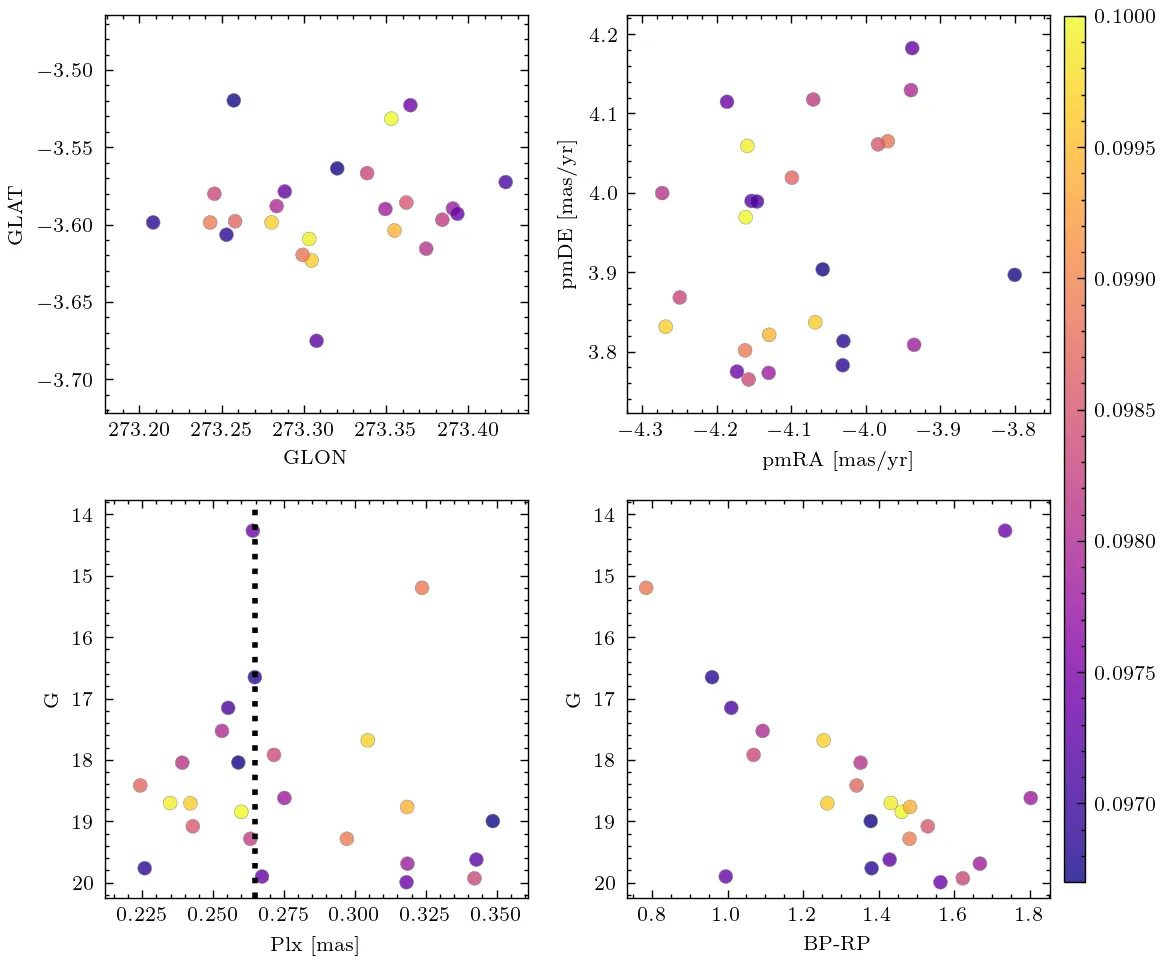 −3.50
−3.55
−3.60
−3.65
−3.70
GLAT
273.20 273.25 273.30 273.35 273.40
GLON
4.2
4.1
4.0
3.9
3.8
pmDE [mas/yr]
−4.3 −4.2 −4.1 −4.0 −3.9 −3.8
pmRA [mas/yr]
0.1000
0.0995
0.0990
0.0985
0.0980
0.0975
0.0970
14
15
16
17
18
19
20
G
0.225 0.250 0.275 0.300 0.325 0.350
Plx [mas]
14
15
16
17
18
19
20
G
0.8 1.0 1.2 1.4 1.6 1.8
BP-RP